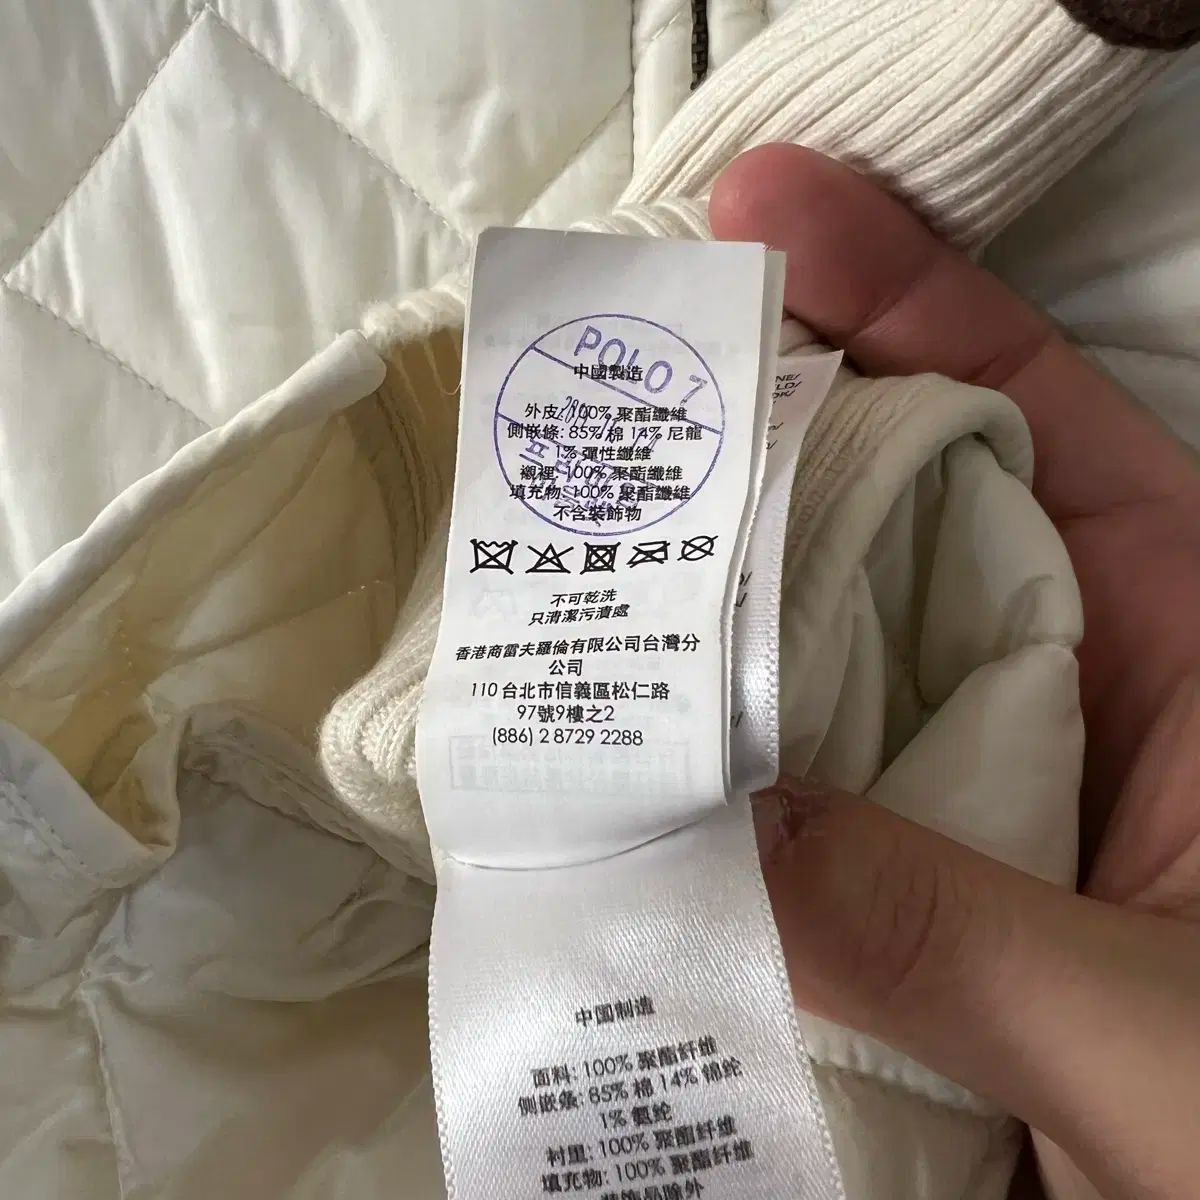 POLO 7
中國製造
外皮: 100% 聚酯纖維
側嵌條: 85% 棉 14% 尼龍
1% 彈性纖維
襯裡: 100% 聚酯纖維
填充物: 100% 聚酯纖維
不含裝飾物
不可乾洗
只清潔污漬處
香港商雷夫羅倫有限公司台灣分
公司
110 台北市信義區松仁路
97號9樓之2
(886) 2 8729 2288
中國制造
面料: 100% 聚酯纤维
侧嵌条: 85% 棉 14% 锦纶
1% 氨纶
衬里: 100% 聚酯纤维
填充物: 100% 聚酯纤维
装饰品除外